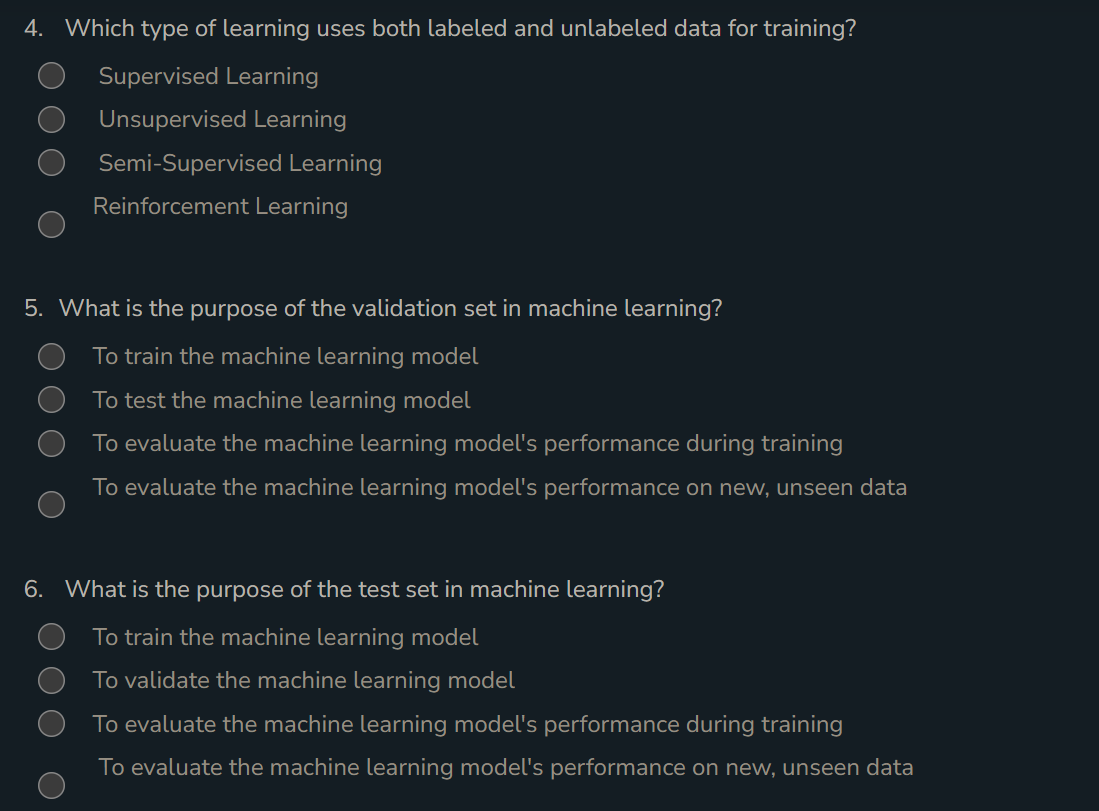 4. Which type of learning uses both labeled and unlabeled data for training?
Supervised Learning
Unsupervised Learning
Semi-Supervised Learning
Reinforcement Learning
5. What is the purpose of the validation set in machine learning?
To train the machine learning model
To test the machine learning model
To evaluate the machine learning model's performance during training
To evaluate the machine learning model's performance on new, unseen data
6. What is the purpose of the test set in machine learning?
To train the machine learning model
To validate the machine learning model
To evaluate the machine learning model's performance during training
To evaluate the machine learning model's performance on new, unseen data